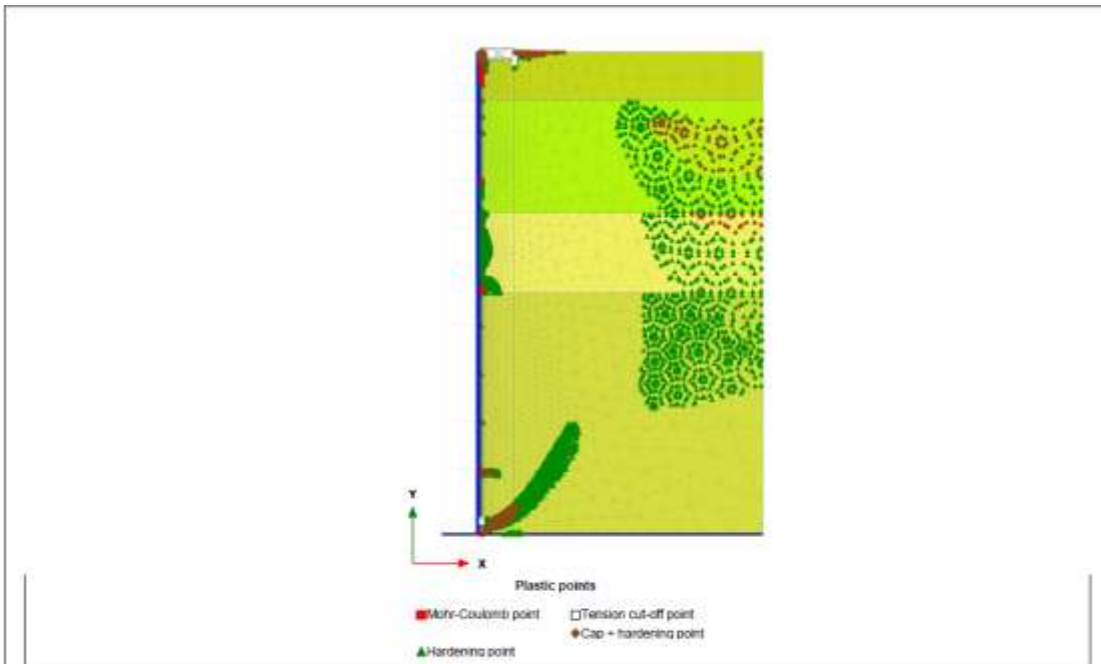 Y
X
Plastic points
Mohr-Coulomb point
Tension cut-off point
Cap + hardening point
Hardening point